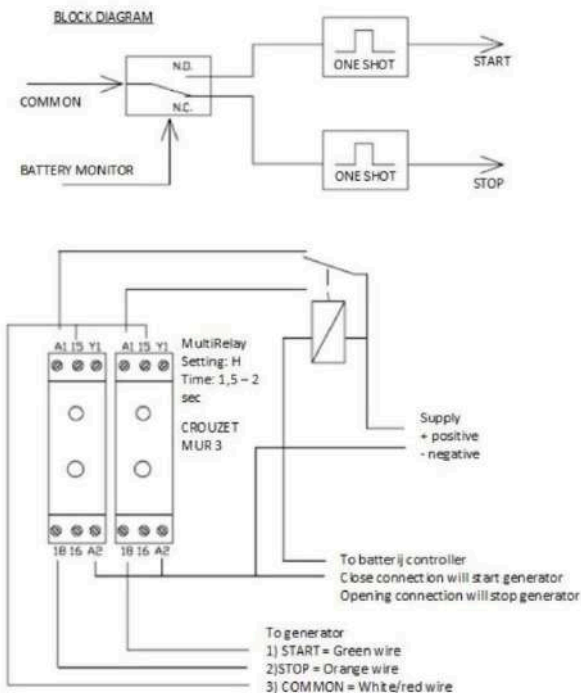 BLOCK DIAGRAM
N.O.
ONE SHOT
START
COMMON
N.C.
BATTERY MONITOR
ONE SHOT
STOP
A1 15 Y1
A1 15 Y1
MultiRelay
Setting: H
Time: 1,5 – 2
sec
CROUZET
MUR 3
Supply
+ positive
- negative
18 16 A2
18 16 A2
To batterij controller
Close connection will start generator
Opening connection will stop generator
To generator
1) START = Green wire
2)STOP = Orange wire
3) COMMON = White/red wire